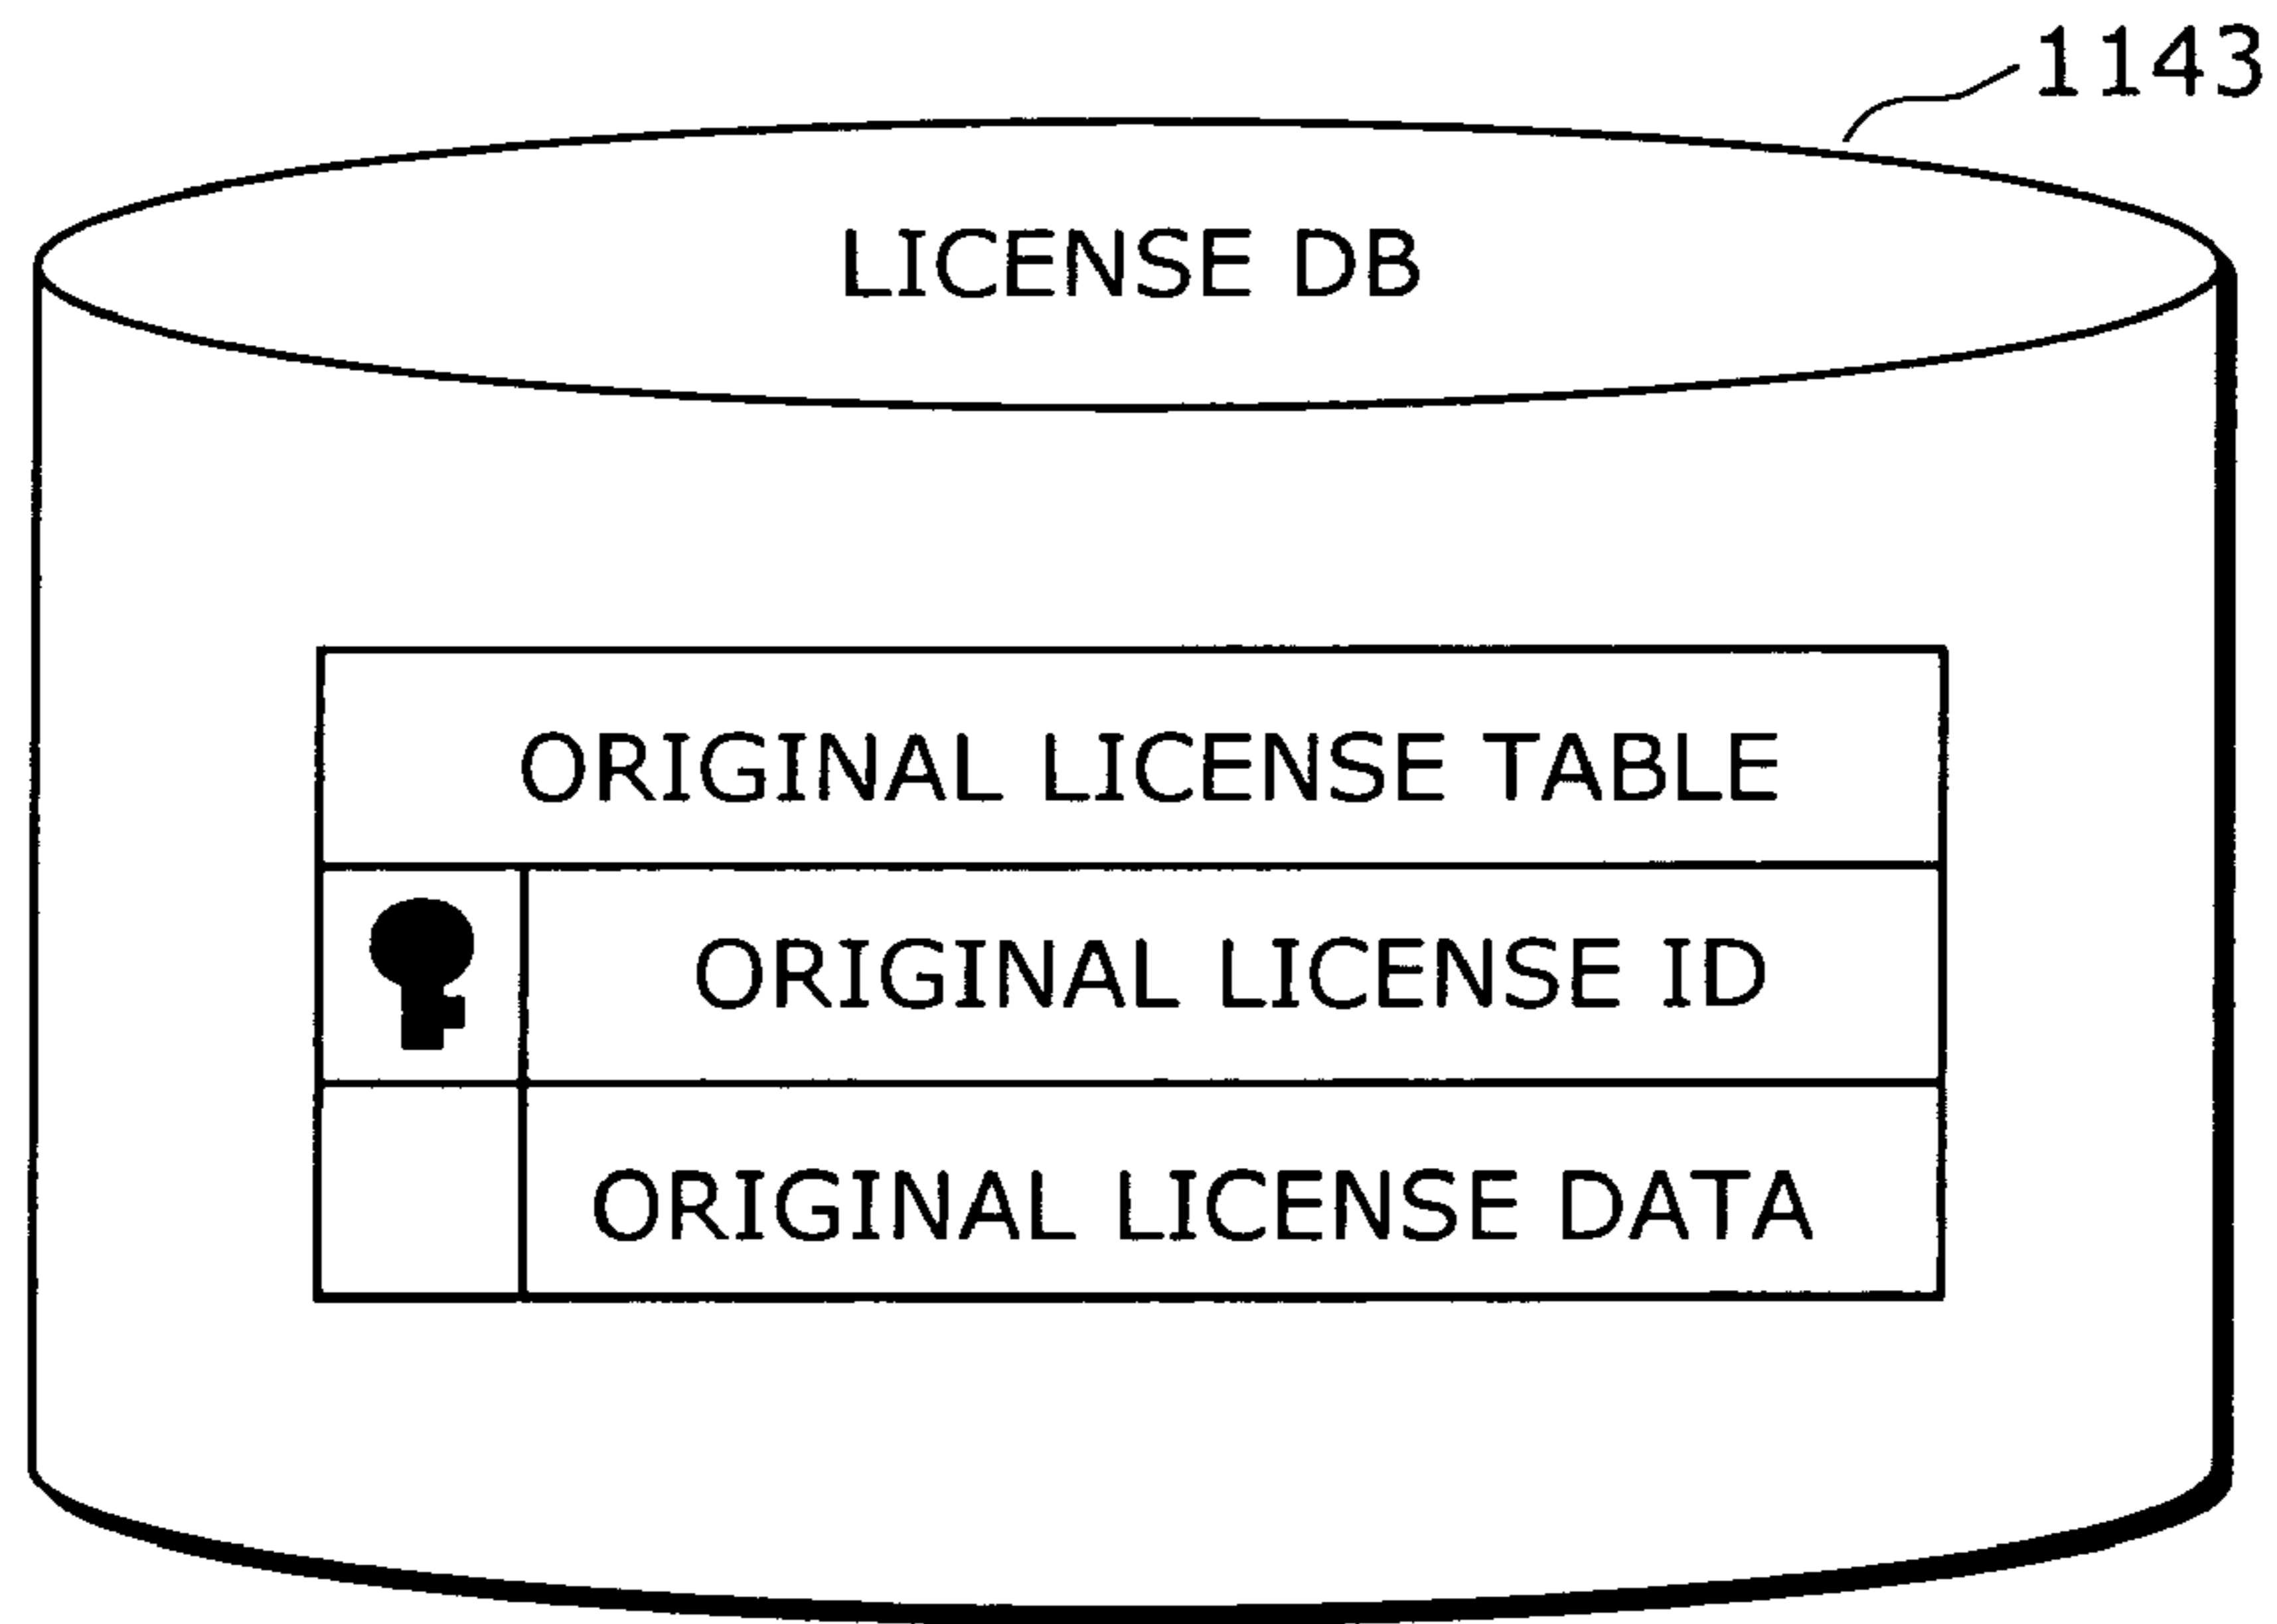 1143
LICENSE DB
ORIGINAL LICENSE TABLE
ORIGINAL LICENSE ID
ORIGINAL LICENSE DATA